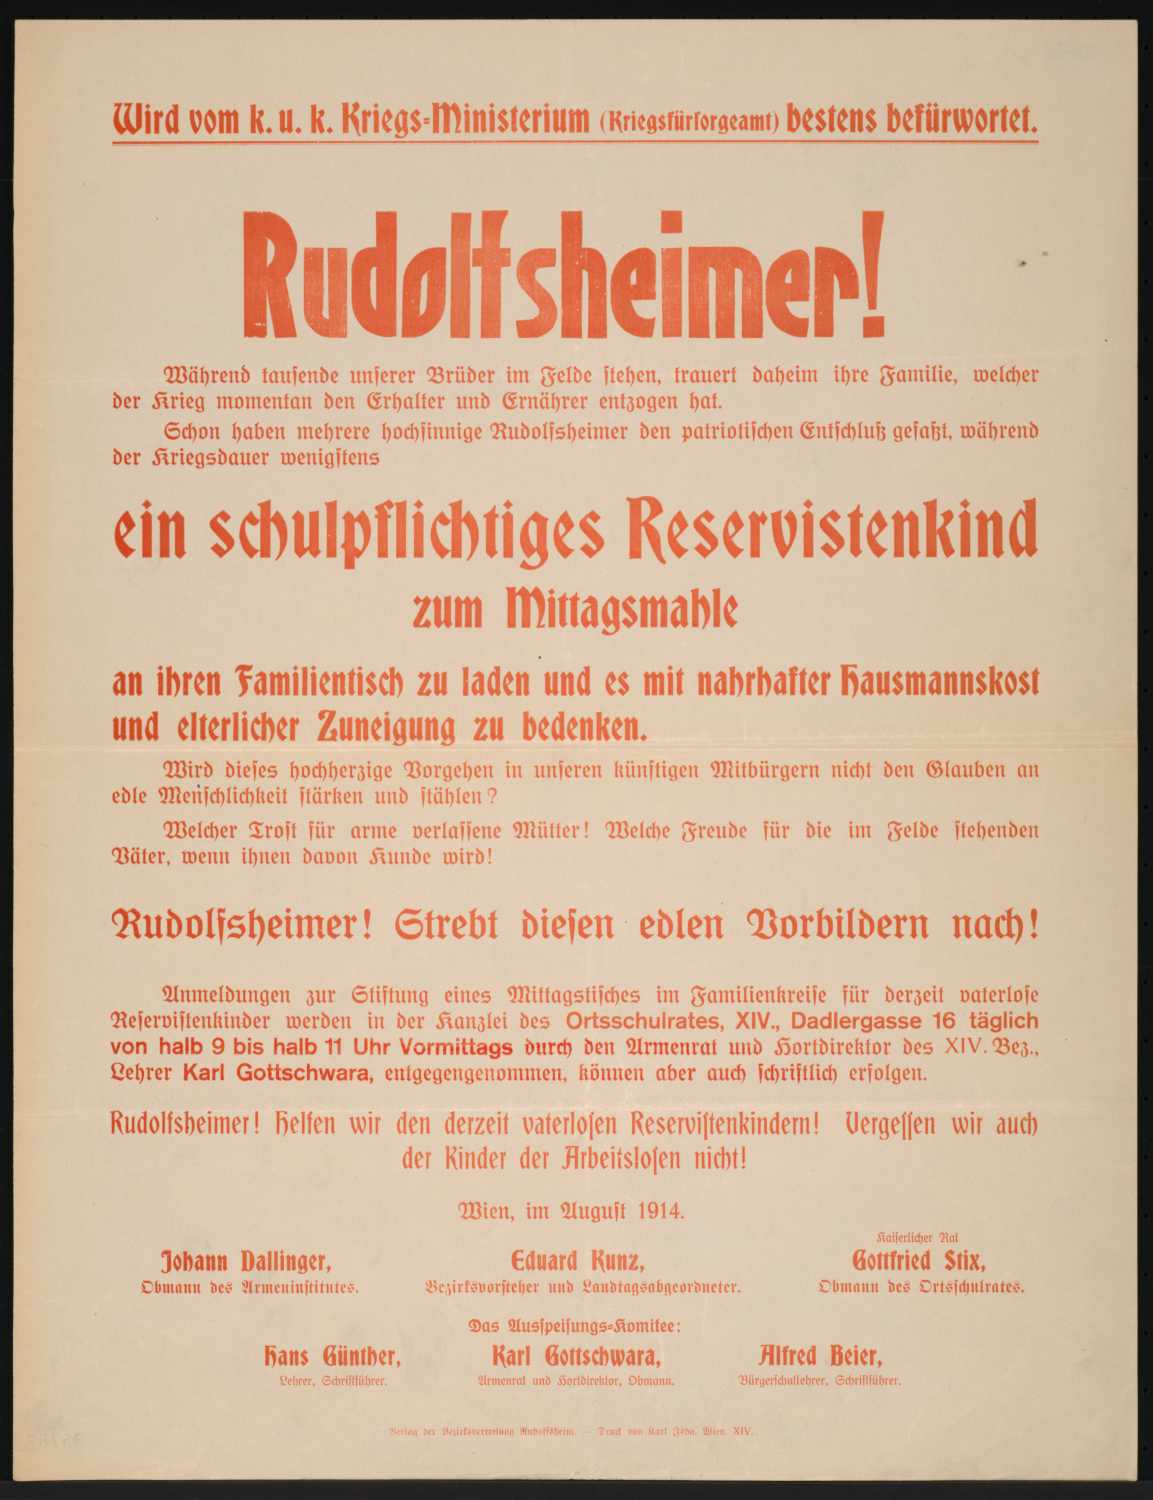 Wird vom k. u. k. Kriegs-Ministerium (Kriegsfürsorgeamt) bestens befürwortet.
Rudolfsheimer!
Während tausende unserer Brüder im Felde stehen, trauert daheim ihre Familie, welcher
der Krieg momentan den Erhalter und Ernährer entzogen hat.
Schon haben mehrere hochsinnige Rudolfsheimer den patriotischen Entschluß gefaßt, während
der Kriegsdauer wenigstens
ein schulpflichtiges Reservistenkind
zum Mittagsmahle
an ihren Familientisch zu laden und es mit nahrhafter Hausmannskost
und elterlicher Zuneigung zu bedenken.
Wird dieses hochherzige Vorgehen in unseren künftigen Mitbürgern nicht den Glauben an
edle Menschlichkeit stärken und stählen?
Welcher Trost für arme verlassene Mütter! Welche Freude für die im Felde stehenden
Väter, wenn ihnen davon Kunde wird!
Rudolfsheimer! Strebt diesen edlen Vorbildern nach!
Anmeldungen zur Stiftung eines Mittagstisches im Familienkreise für derzeit vaterlose
Reservistenkinder werden in der Kanzlei des Ortsschulrates, XIV., Dadlergasse 16 täglich
von halb 9 bis halb 11 Uhr Vormittags durch den Armenrat und Hortdirektor des XIV. Bez.,
Lehrer Karl Gottschwara, entgegengenommen, können aber auch schriftlich erfolgen.
Rudolfsheimer! Helfen wir den derzeit vaterlosen Reservistenkindern! Vergessen wir auch
der Kinder der Arbeitslosen nicht!
Wien, im August 1914.
Johann Dallinger,
Obmann des Armeninstitutes.
Eduard Kunz,
Bezirksvorsteher und Landtagsabgeordneter.
Kaiserlicher Rat
Gottfried Stix,
Obmann des Ortsschulrates.
Das Ausspeisungs-Komitee:
Hans Günther,
Lehrer, Schriftführer.
Karl Gottschwara,
Armenrat und Hortdirektor, Obmann.
Alfred Beier,
Bürgerschullehrer, Schriftführer.
Verlag der Bezirksvertretung Rudolfsheim. — Druck von Karl Wien, XIV.